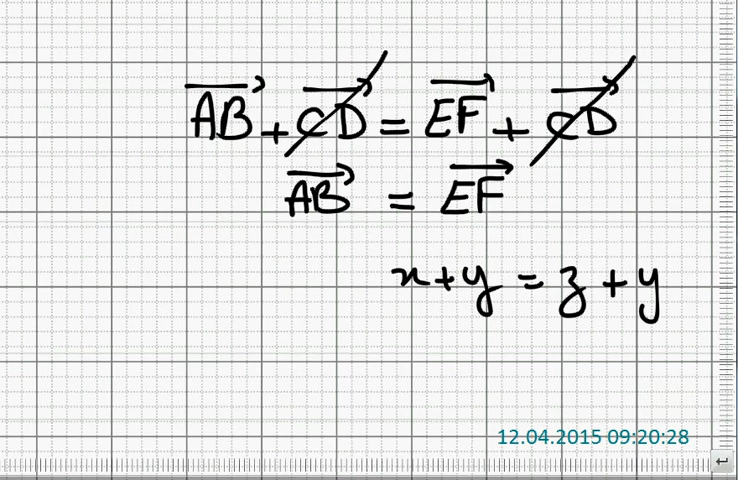 AB + CD = EF + CD
AB = EF
x + y = z + y
12.04.2015 09:20:28